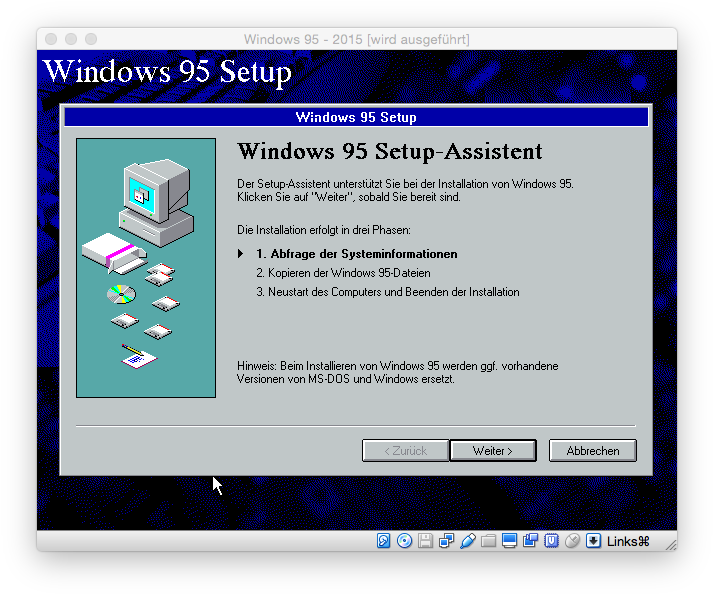 Windows 95 - 2015 [wird ausgeführt]
Windows 95 Setup
Windows 95 Setup
Windows 95 Setup-Assistent
Der Setup-Assistent unterstützt Sie bei der Installation von Windows 95.
Klicken Sie auf "Weiter", sobald Sie bereit sind.
Die Installation erfolgt in drei Phasen:
1. Abfrage der Systeminformationen
2. Kopieren der Windows 95-Dateien
3. Neustart des Computers und Beenden der Installation
Hinweis: Beim Installieren von Windows 95 werden ggf. vorhandene
Versionen von MS-DOS und Windows ersetzt.
< Zurück Weiter > Abbrechen
Links⌘